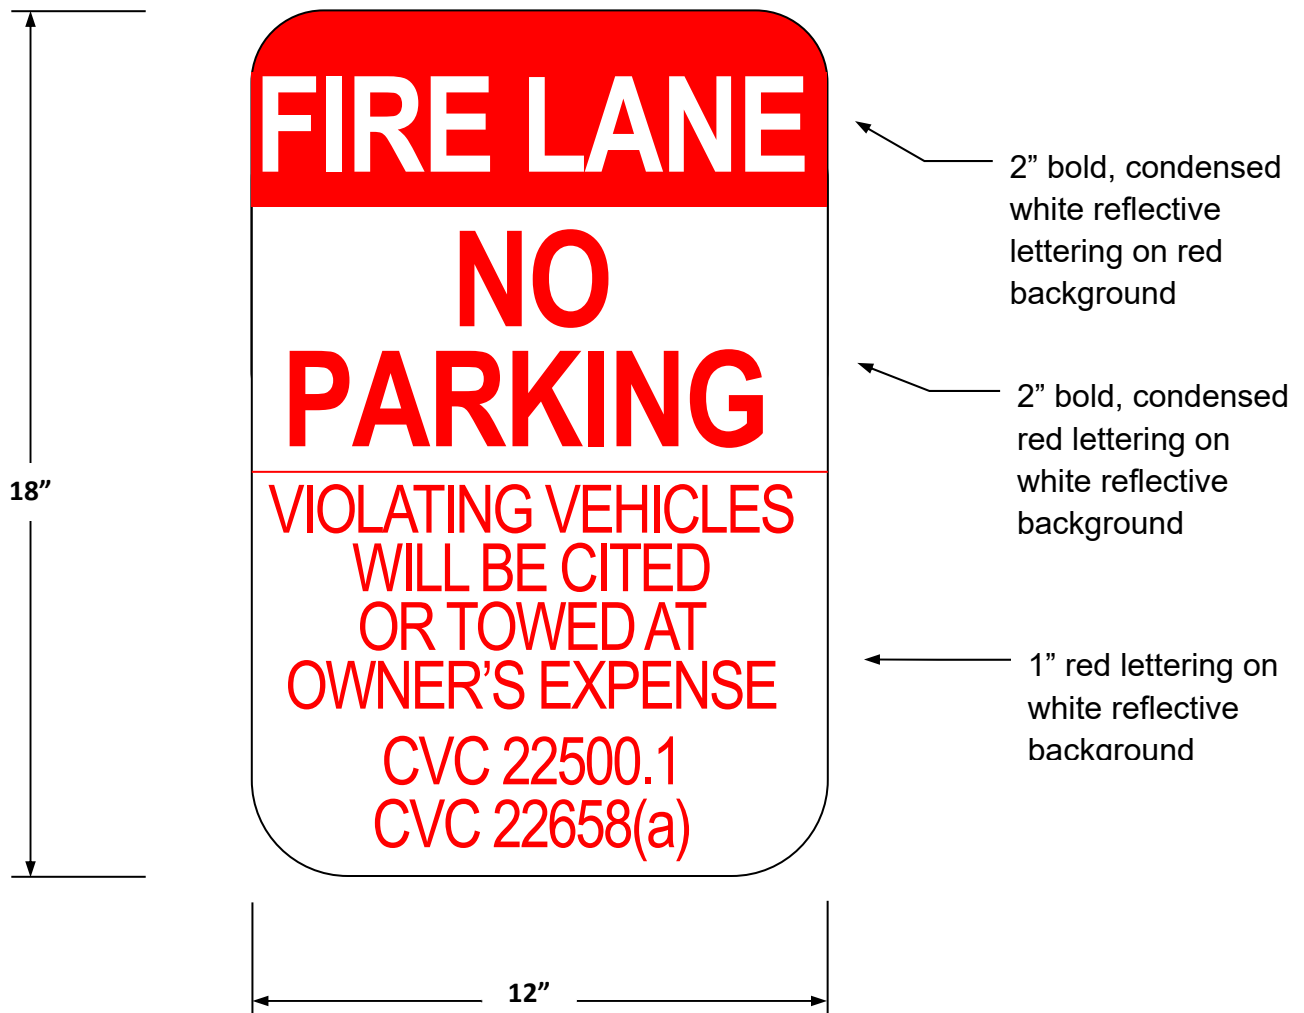 FIRE LANE
NO
PARKING
VIOLATING VEHICLES
WILL BE CITED
OR TOWED AT
OWNER’S EXPENSE
CVC 22500.1
CVC 22658(a)
2” bold, condensed
white reflective
lettering on red
background
2” bold, condensed
red lettering on
white reflective
background
1” red lettering on
white reflective
background
18”
12”